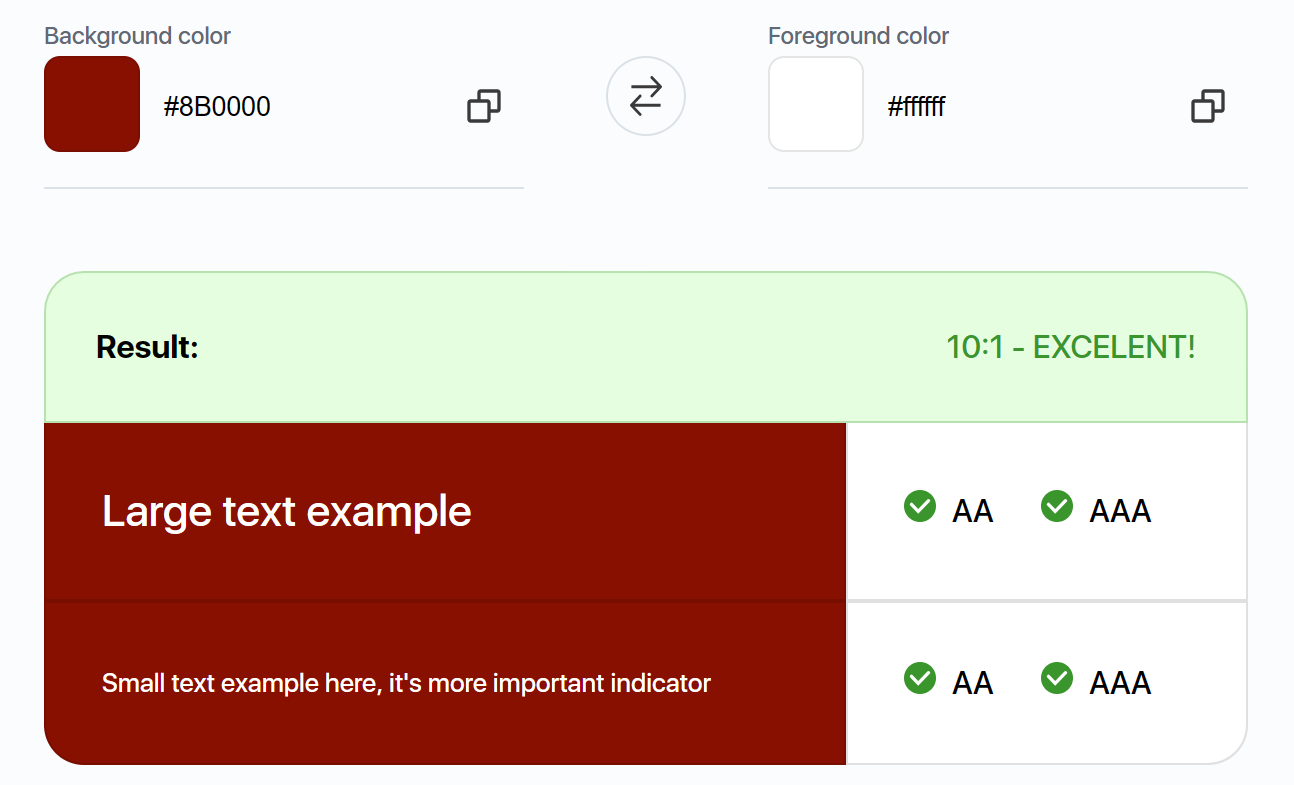 Background color
Foreground color
#8B0000
#ffffff
Result:
10:1 - EXCELENT!
Large text example
AA
AAA
Small text example here, it's more important indicator
AA
AAA